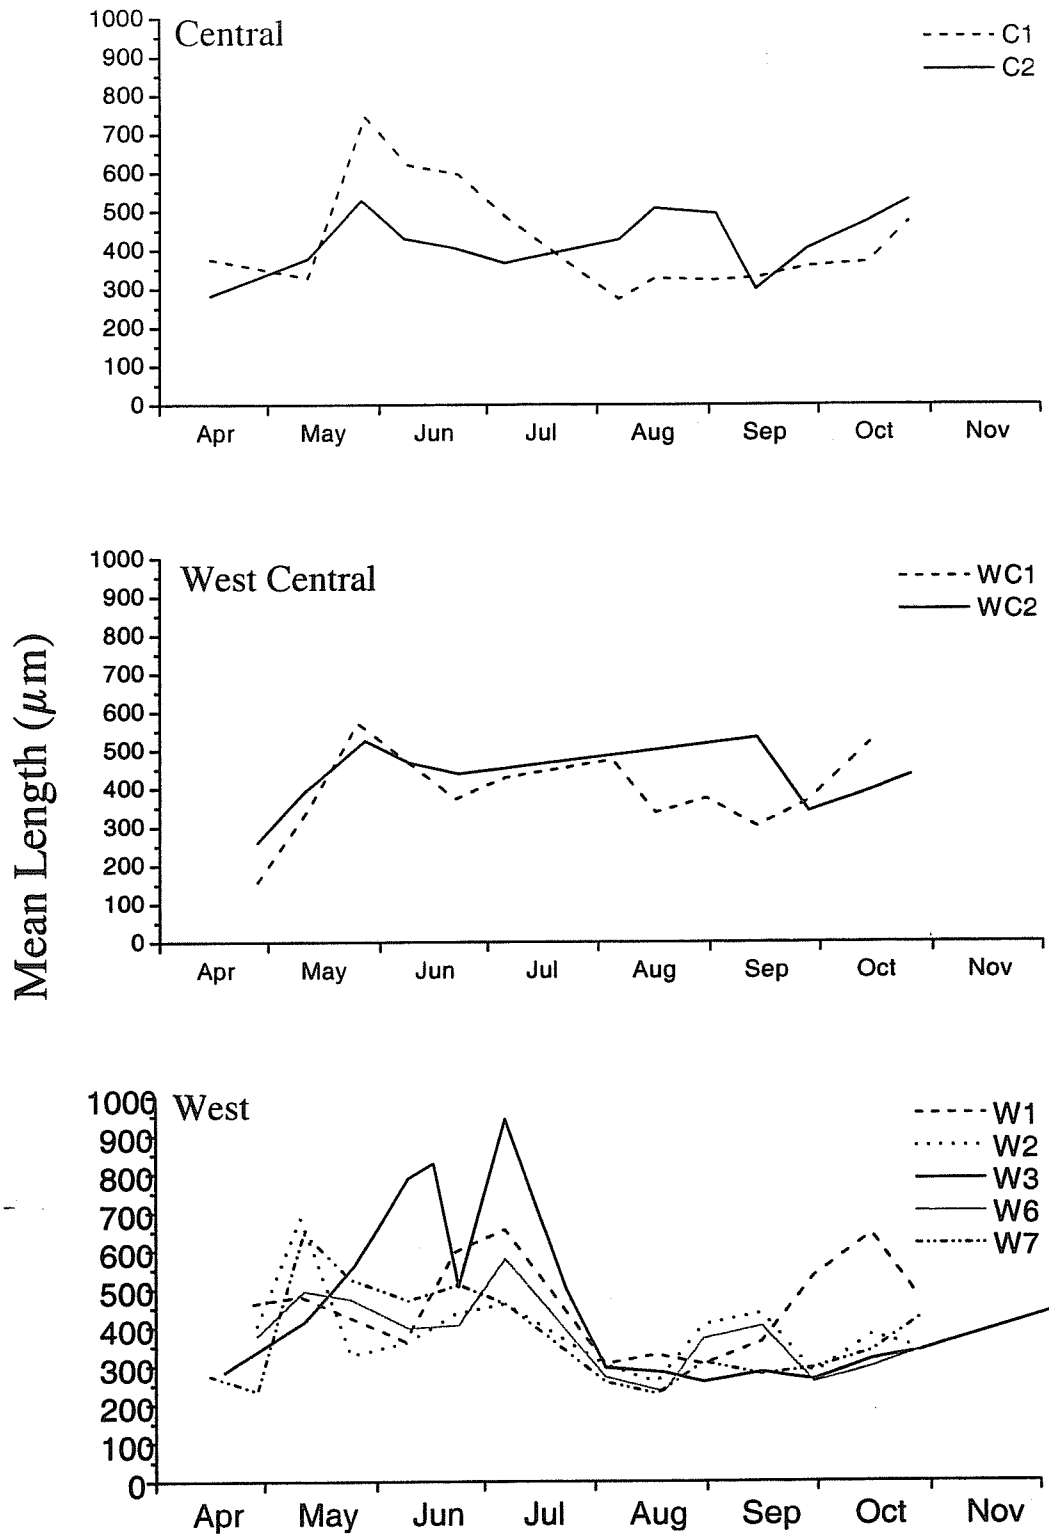 Mean Length (μm)
Central
C1
C2
1000
900
800
700
600
500
400
300
200
100
0
Apr May Jun Jul Aug Sep Oct Nov
West Central
WC1
WC2
1000
900
800
700
600
500
400
300
200
100
0
Apr May Jun Jul Aug Sep Oct Nov
West
W1
W2
W3
W6
W7
1000
900
800
700
600
500
400
300
200
100
0
Apr May Jun Jul Aug Sep Oct Nov